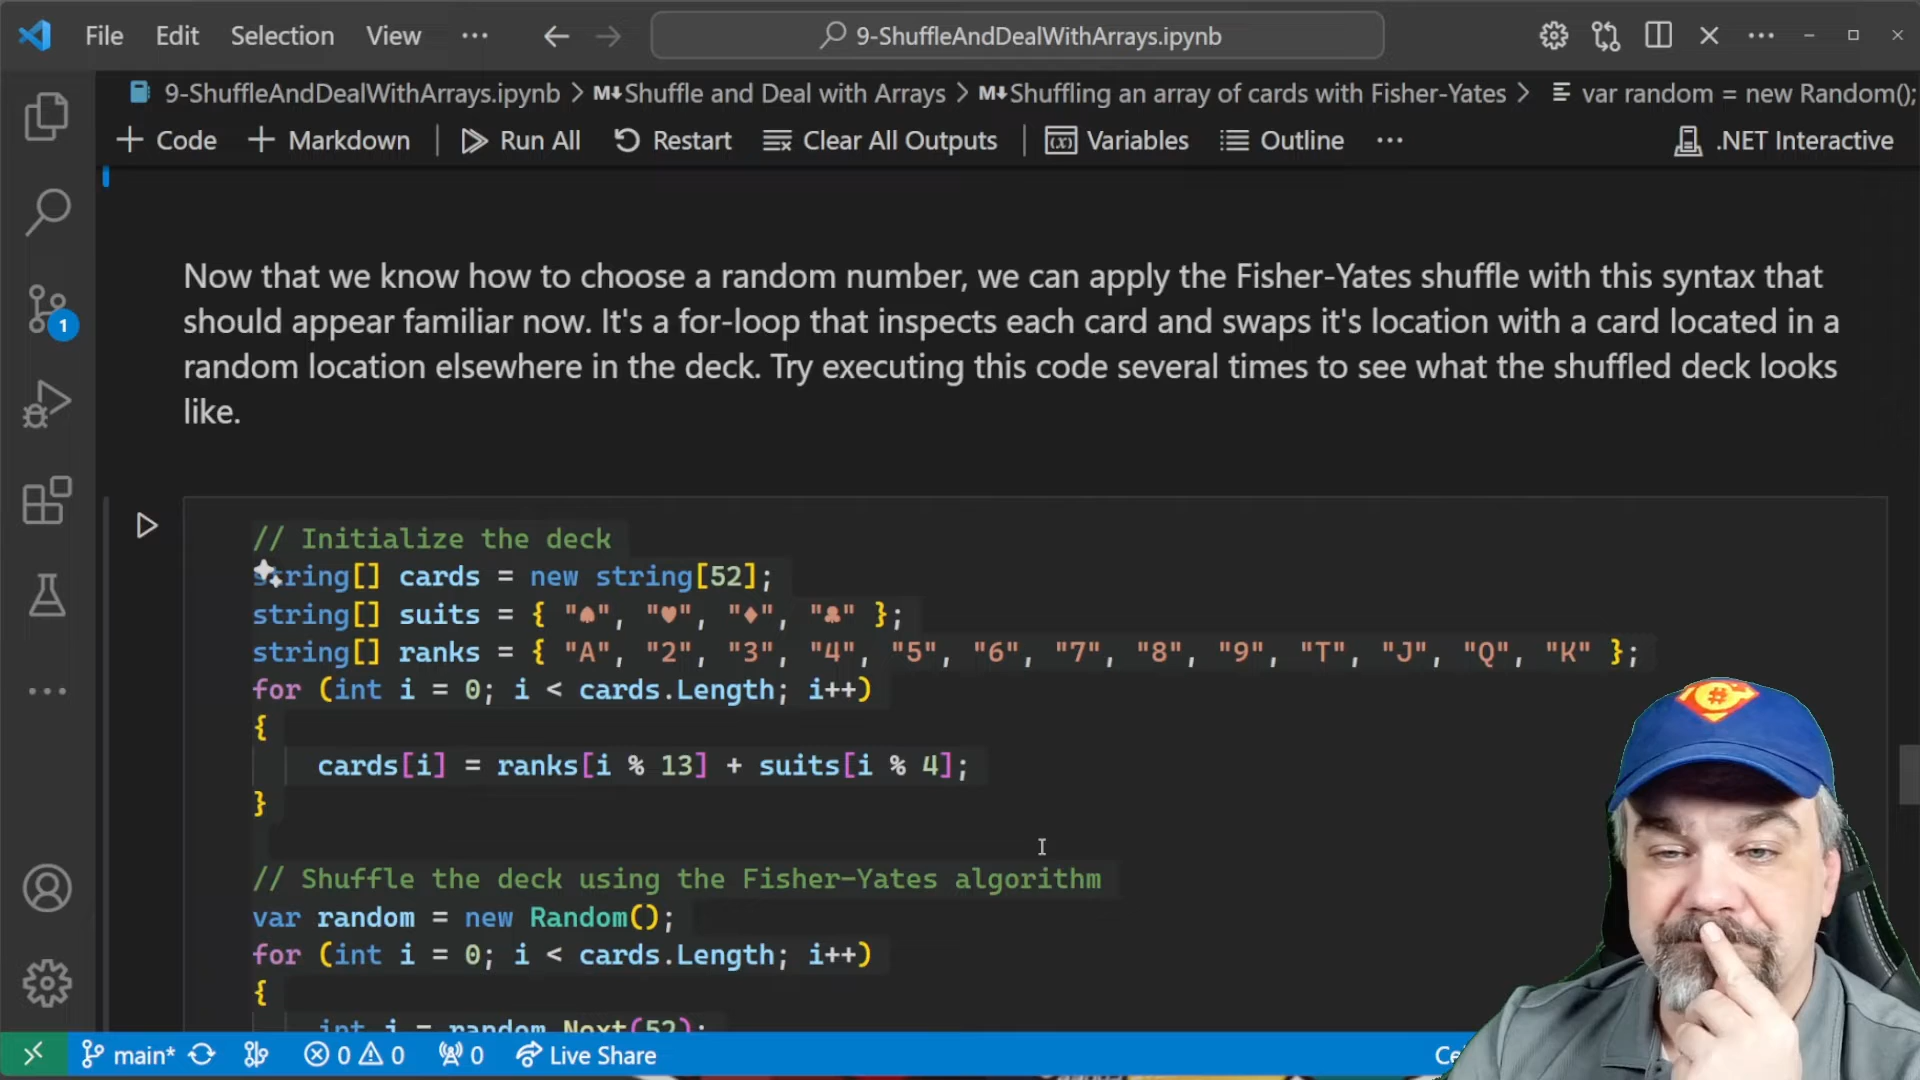 File Edit Selection View ··· 9-ShuffleAndDealWithArrays.ipynb
9-ShuffleAndDealWithArrays.ipynb > M↓Shuffle and Deal with Arrays > M↓Shuffling an array of cards with Fisher-Yates > var random = new Random();
+ Code + Markdown Run All Restart Clear All Outputs Variables Outline ··· .NET Interactive
Now that we know how to choose a random number, we can apply the Fisher-Yates shuffle with this syntax that
should appear familiar now. It's a for-loop that inspects each card and swaps it's location with a card located in a
random location elsewhere in the deck. Try executing this code several times to see what the shuffled deck looks
like.
// Initialize the deck
string[] cards = new string[52];
string[] suits = { "♠", "♥", "♦", "♣" };
string[] ranks = { "A", "2", "3", "4", "5", "6", "7", "8", "9", "T", "J", "Q", "K" };
for (int i = 0; i < cards.Length; i++)
{
cards[i] = ranks[i % 13] + suits[i % 4];
}
// Shuffle the deck using the Fisher-Yates algorithm
var random = new Random();
for (int i = 0; i < cards.Length; i++)
{
int j = random.Next(52);
1
#
main* 0 0 0 Live Share Ce